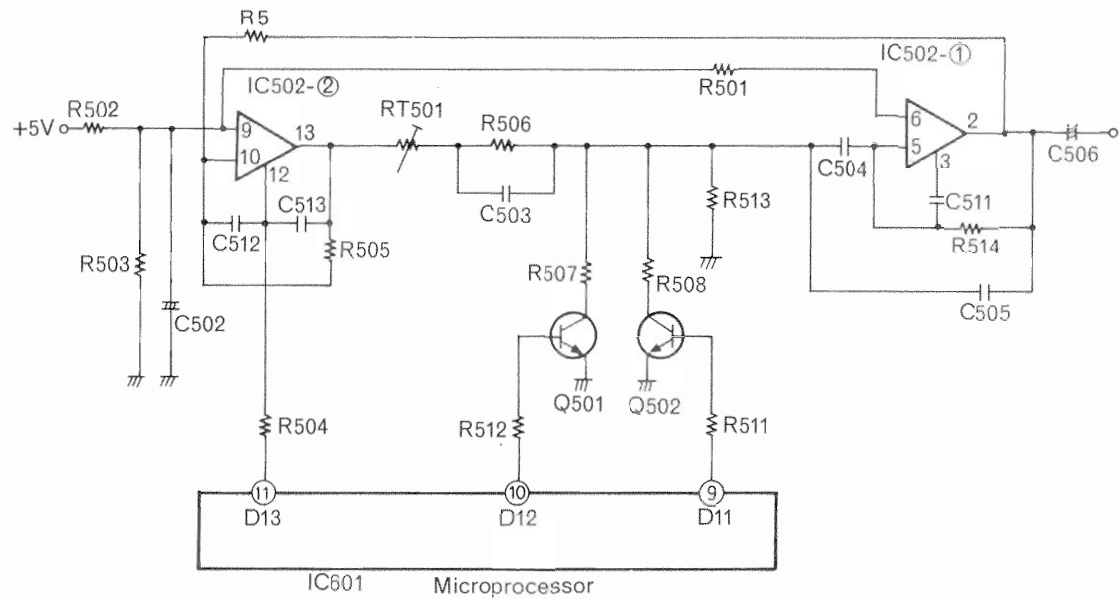 R5
IC502-①
IC502-②
R501
R502
RT501
R506
+5V
9
13
6
2
10
5
C506
12
C504
3
C503
R513
C511
C513
C512
R514
R505
R503
R507
R508
C505
C502
Q501
Q502
R504
R512
R511
⑪
⑩
⑨
D13
D12
D11
IC601
Microprocessor